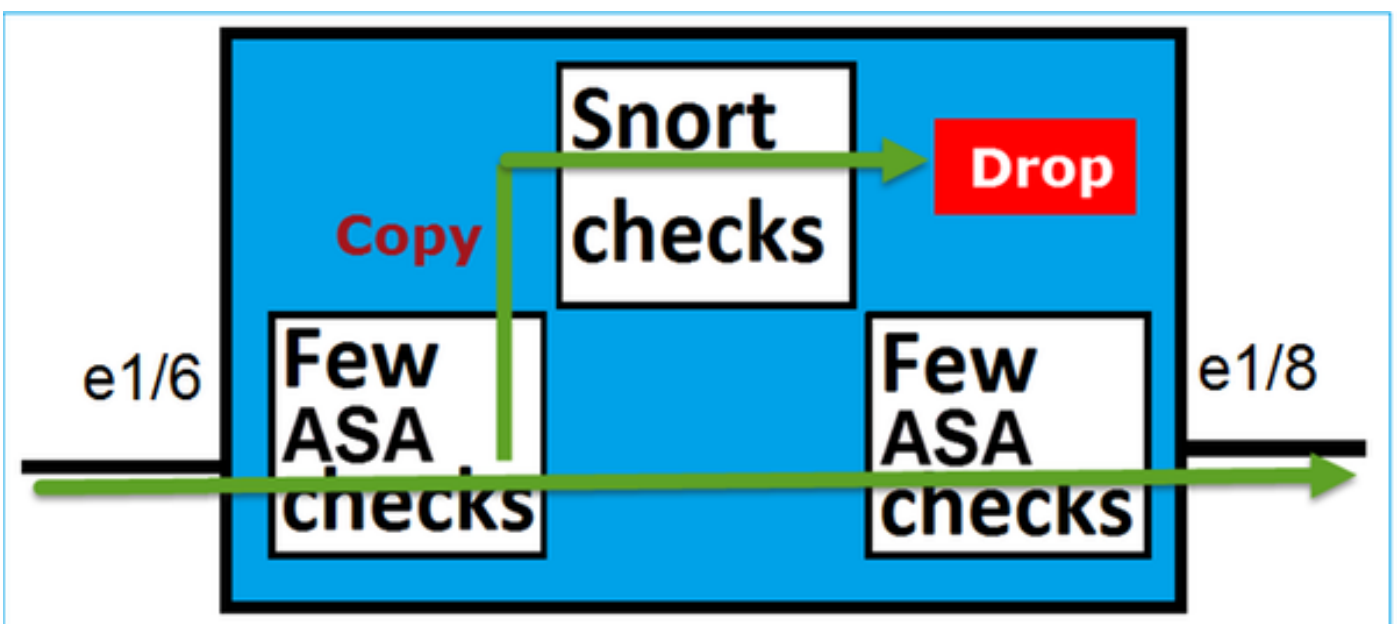 Snort
checks
Drop
Copy
e1/6
Few
ASA
checks
Few
ASA
checks
e1/8